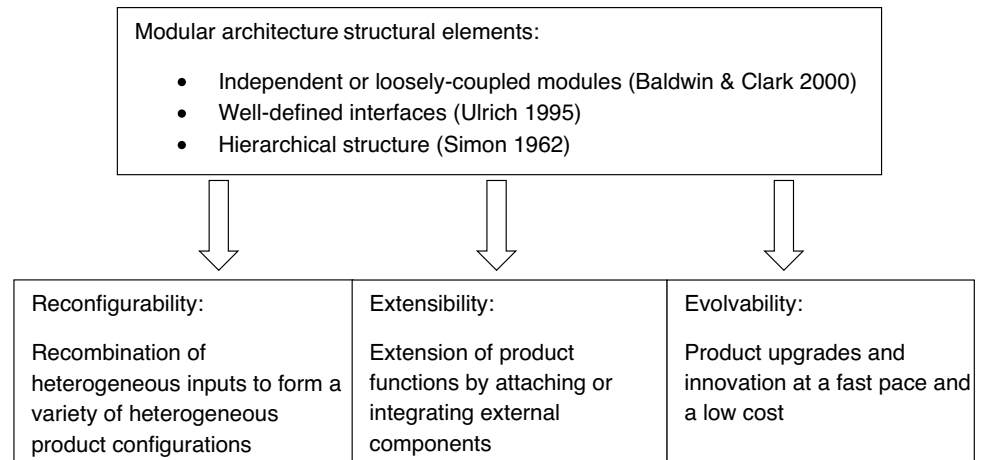 Modular architecture structural elements:
• Independent or loosely-coupled modules (Baldwin & Clark 2000)
• Well-defined interfaces (Ulrich 1995)
• Hierarchical structure (Simon 1962)
Reconfigurability:
Recombination of
heterogeneous inputs to form a
variety of heterogeneous
product configurations
Extensibility:
Extension of product
functions by attaching or
integrating external
components
Evolvability:
Product upgrades and
innovation at a fast pace and
a low cost